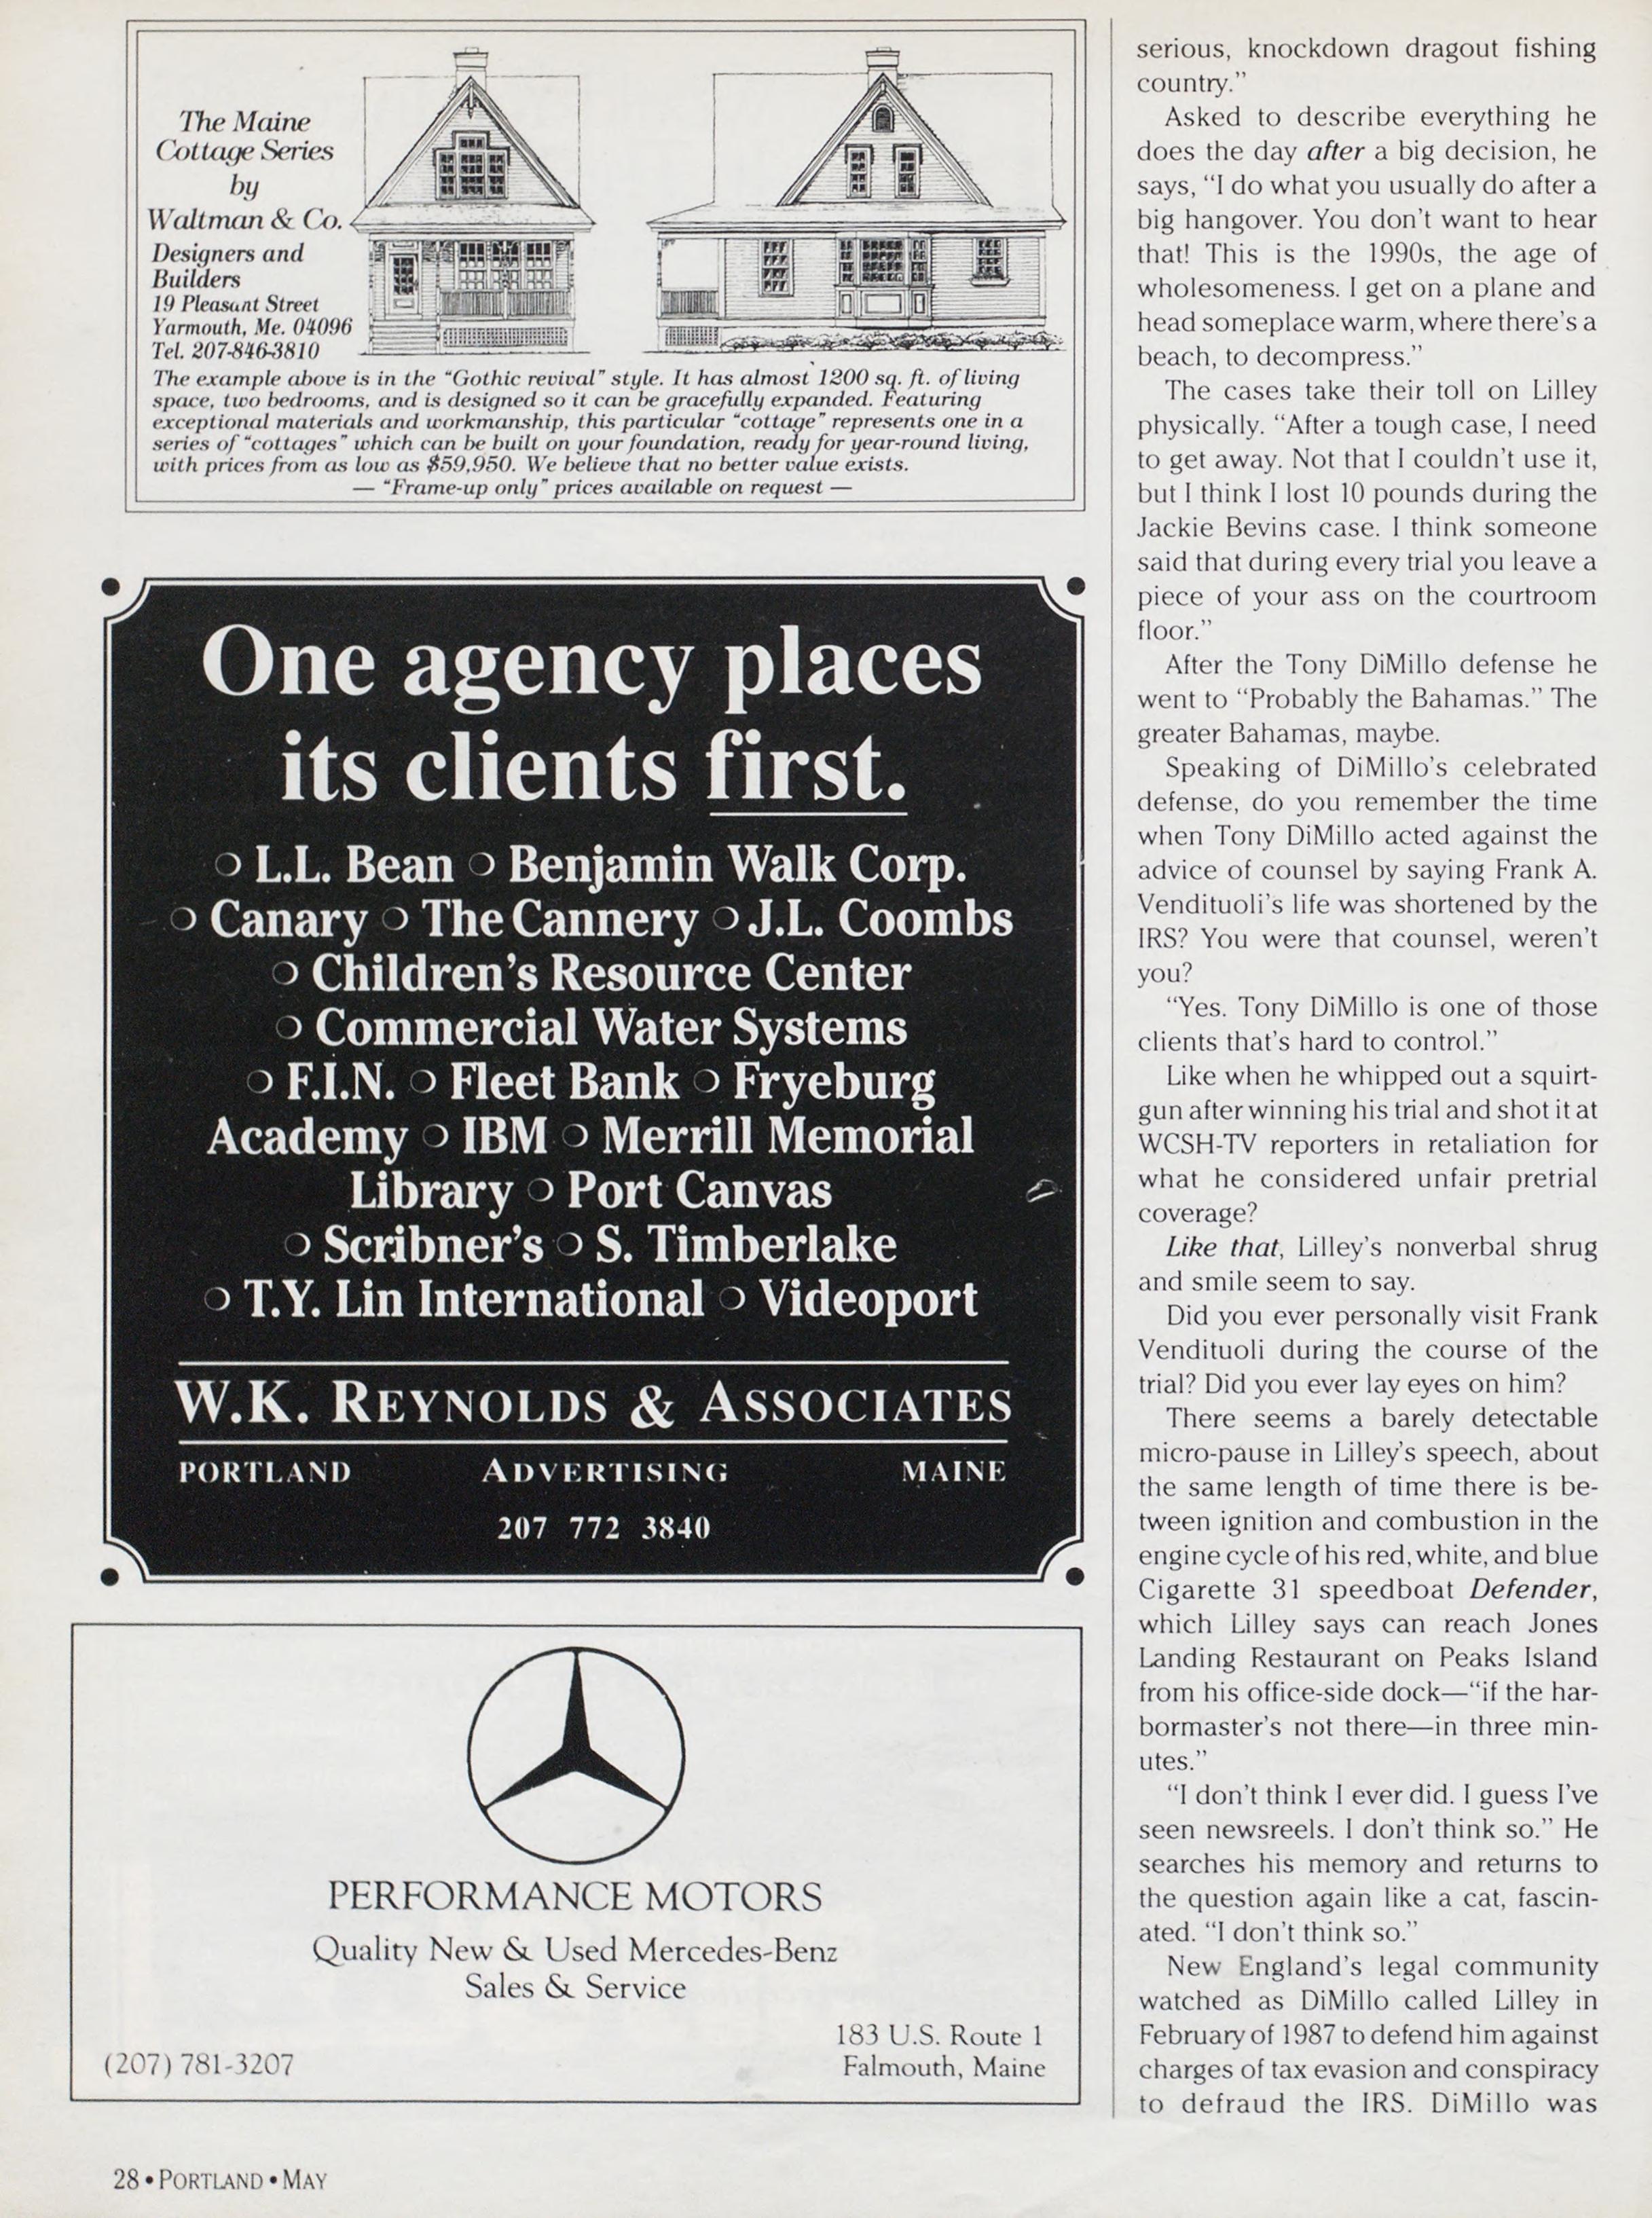 The Maine
Cottage Series
by
Waltman & Co.
Designers and
Builders
19 Pleasant Street
Yarmouth, Me. 04096
Tel. 207-846-3810
The example above is in the "Gothic revival" style. It has almost 1200 sq. ft. of living
space, two bedrooms, and is designed so it can be gracefully expanded. Featuring
exceptional materials and workmanship, this particular "cottage" represents one in a
series of "cottages" which can be built on your foundation, ready for year-round living,
with prices from as low as $59,950. We believe that no better value exists.
— "Frame-up only" prices available on request —
One agency places
its clients first.
❍ L.L. Bean ❍ Benjamin Walk Corp.
❍ Canary ❍ The Cannery ❍ J.L. Coombs
❍ Children's Resource Center
❍ Commercial Water Systems
❍ F.I.N. ❍ Fleet Bank ❍ Fryeburg
Academy ❍ IBM ❍ Merrill Memorial
Library ❍ Port Canvas
❍ Scribner's ❍ S. Timberlake
❍ T.Y. Lin International ❍ Videoport
W.K. REYNOLDS & ASSOCIATES
PORTLAND ADVERTISING MAINE
207 772 3840
PERFORMANCE MOTORS
Quality New & Used Mercedes-Benz
Sales & Service
183 U.S. Route 1
(207) 781-3207 Falmouth, Maine
28 • PORTLAND • MAY
serious, knockdown dragout fishing
country."
Asked to describe everything he
does the day after a big decision, he
says, "I do what you usually do after a
big hangover. You don't want to hear
that! This is the 1990s, the age of
wholesomeness. I get on a plane and
head someplace warm, where there's a
beach, to decompress."
The cases take their toll on Lilley
physically. "After a tough case, I need
to get away. Not that I couldn't use it,
but I think I lost 10 pounds during the
Jackie Bevins case. I think someone
said that during every trial you leave a
piece of your ass on the courtroom
floor."
After the Tony DiMillo defense he
went to "Probably the Bahamas." The
greater Bahamas, maybe.
Speaking of DiMillo's celebrated
defense, do you remember the time
when Tony DiMillo acted against the
advice of counsel by saying Frank A.
Vendituoli's life was shortened by the
IRS? You were that counsel, weren't
you?
"Yes. Tony DiMillo is one of those
clients that's hard to control."
Like when he whipped out a squirt-
gun after winning his trial and shot it at
WCSH-TV reporters in retaliation for
what he considered unfair pretrial
coverage?
Like that, Lilley's nonverbal shrug
and smile seem to say.
Did you ever personally visit Frank
Vendituoli during the course of the
trial? Did you ever lay eyes on him?
There seems a barely detectable
micro-pause in Lilley's speech, about
the same length of time there is be-
tween ignition and combustion in the
engine cycle of his red, white, and blue
Cigarette 31 speedboat Defender,
which Lilley says can reach Jones
Landing Restaurant on Peaks Island
from his office-side dock—"if the har-
bormaster's not there—in three min-
utes."
"I don't think I ever did. I guess I've
seen newsreels. I don't think so." He
searches his memory and returns to
the question again like a cat, fascin-
ated. "I don't think so."
New England's legal community
watched as DiMillo called Lilley in
February of 1987 to defend him against
charges of tax evasion and conspiracy
to defraud the IRS. DiMillo was